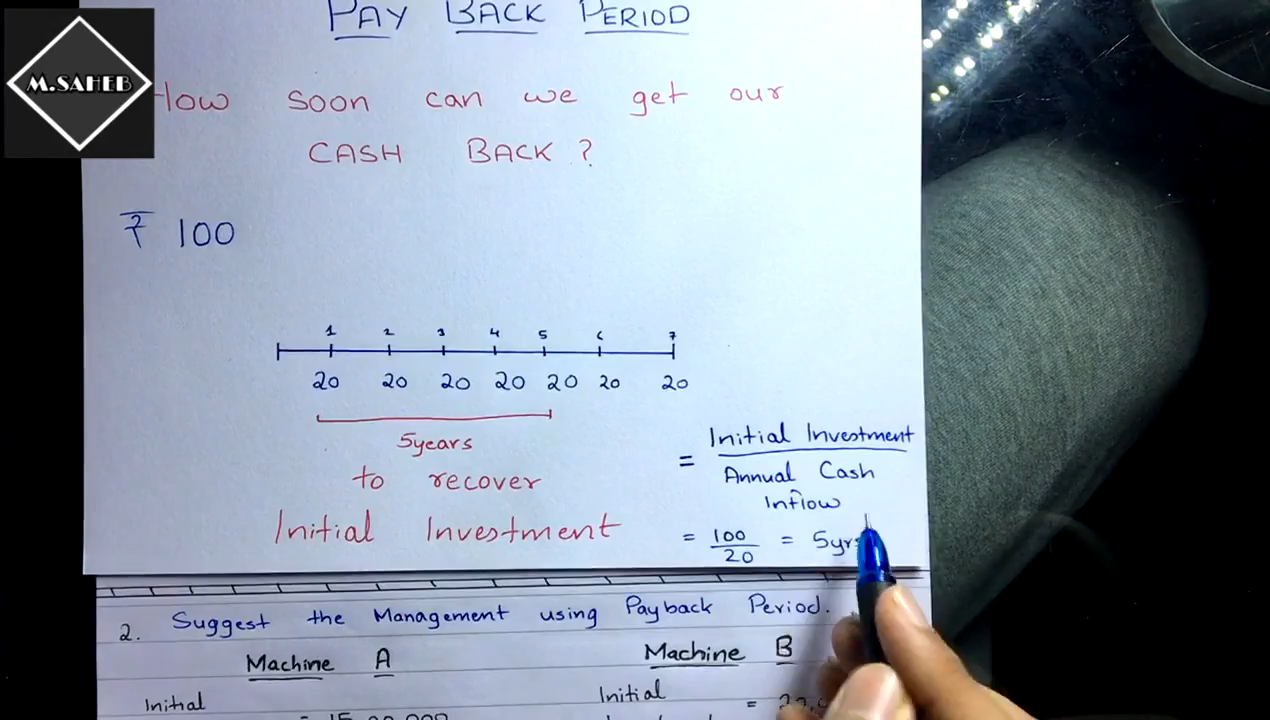 PAY BACK PERIOD
M.SAHEB
How soon can we get our
CASH BACK ?
₹ 100
1 2 3 4 5 6 7
20 20 20 20 20 20 20
5years
to recover
Initial Investment
= Initial Investment
Annual Cash
Inflow
= 100/20 = 5yrs
2. Suggest the Management using Payback Period.
Machine A
Machine B
Initial
Initial
=